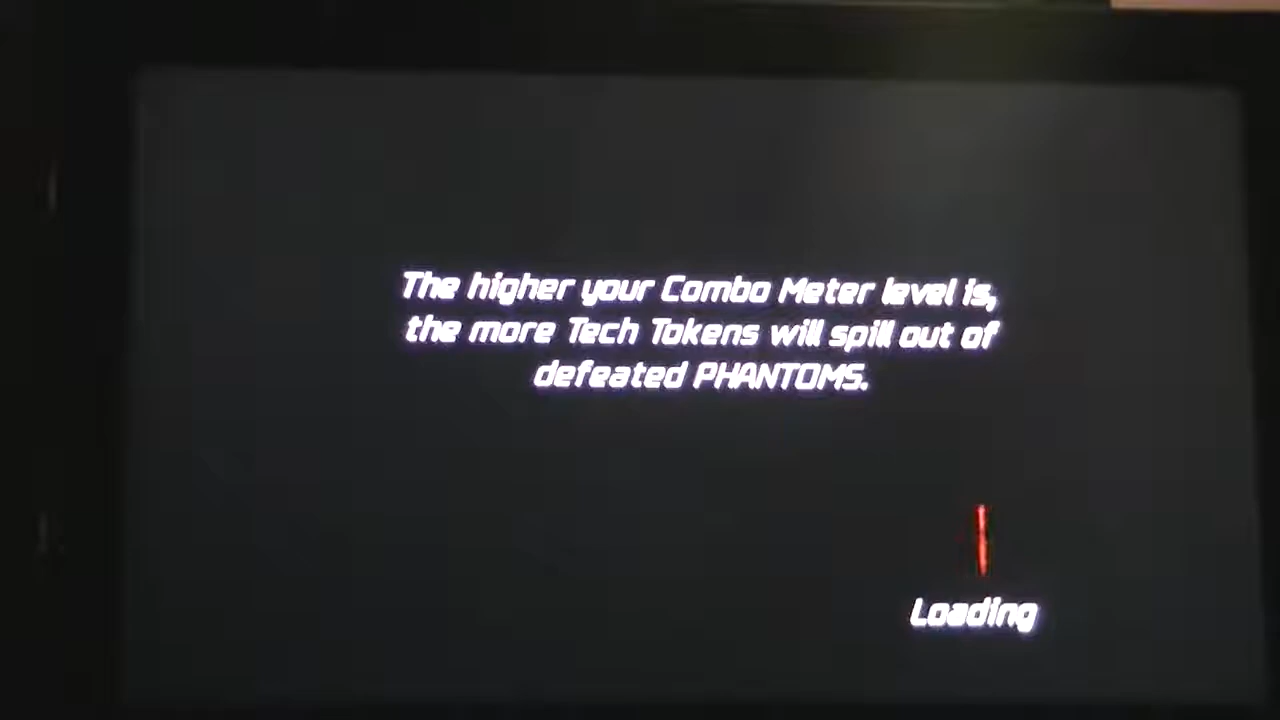 The higher your Combo Meter level is,
the more Tech Tokens will spill out of
defeated PHANTOMS.
Loading